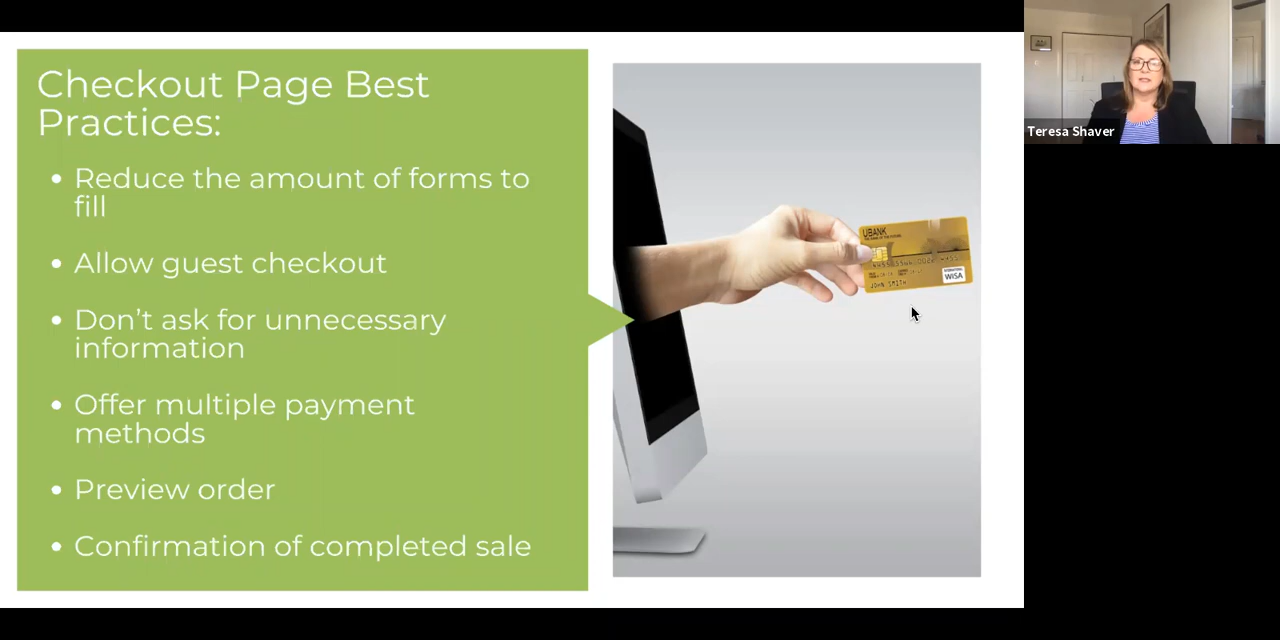 Checkout Page Best
Practices:
• Reduce the amount of forms to
fill
• Allow guest checkout
• Don’t ask for unnecessary
information
• Offer multiple payment
methods
• Preview order
• Confirmation of completed sale
UBANK
JOHN SMITH
WISA
Teresa Shaver